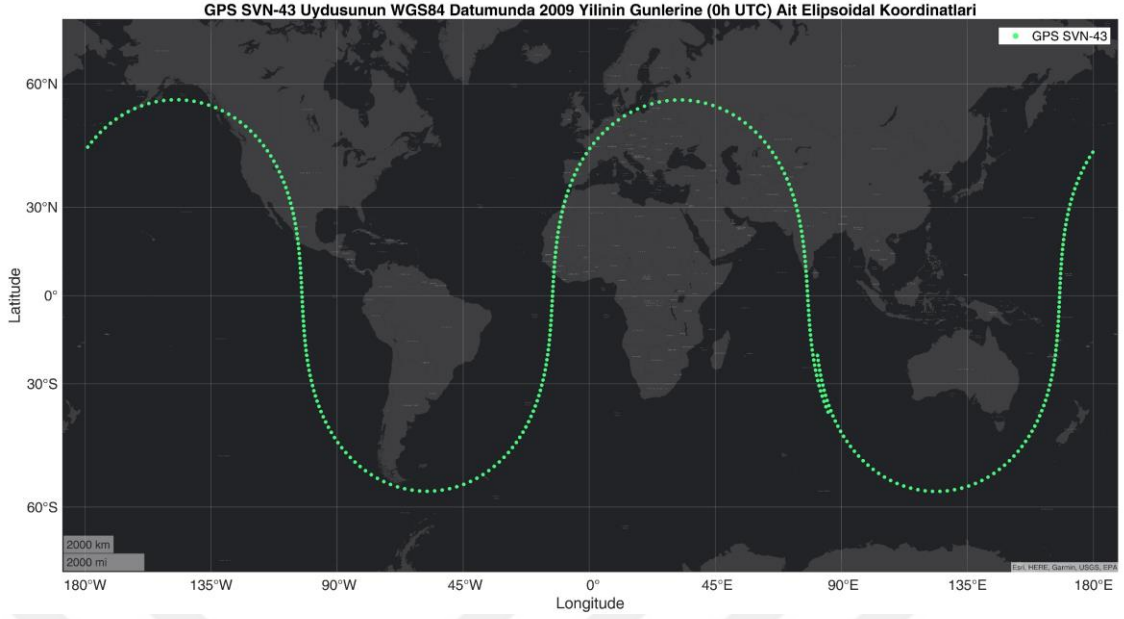 GPS SVN-43 Uydusunun WGS84 Datumunda 2009 Yilinin Gunlerine (0h UTC) Ait Elipsoidal Koordinatlari
GPS SVN-43
60°N
30°N
0°
30°S
60°S
Latitude
2000 km
2000 mi
Esri, HERE, Garmin, USGS, EPA
180°W
135°W
90°W
45°W
0°
45°E
90°E
135°E
180°E
Longitude